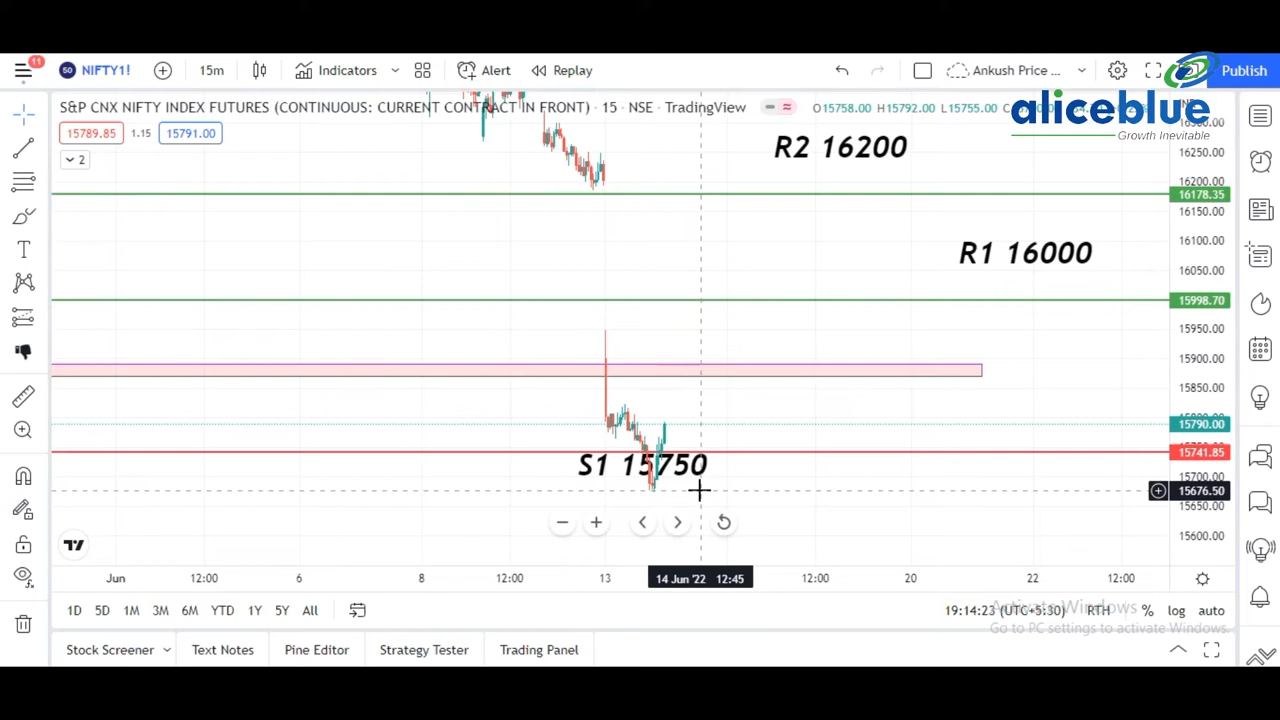 11
50 NIFTY1!
15m
Indicators
Alert
Replay
Ankush Price ...
Publish
aliceblue
Growth Inevitable
S&P CNX NIFTY INDEX FUTURES (CONTINUOUS: CURRENT CONTRACT IN FRONT) · 15 · NSE · TradingView
O15758.00 H15792.00 L15755.00
15789.85 1.15 15791.00
2
R2 16200
R1 16000
S1 15750
16300.00
16250.00
16200.00
16178.35
16150.00
16100.00
16050.00
15998.70
15950.00
15900.00
15850.00
15790.00
15741.85
15700.00
15676.50
15650.00
15600.00
Jun 12:00 6 8 12:00 13 14 Jun '22 12:45 12:00 20 22 12:00
1D 5D 1M 3M 6M YTD 1Y 5Y All
19:14:23 (UTC+5:30) RTH % log auto
Activate Windows
Go to PC settings to activate Windows.
Stock Screener Text Notes Pine Editor Strategy Tester Trading Panel